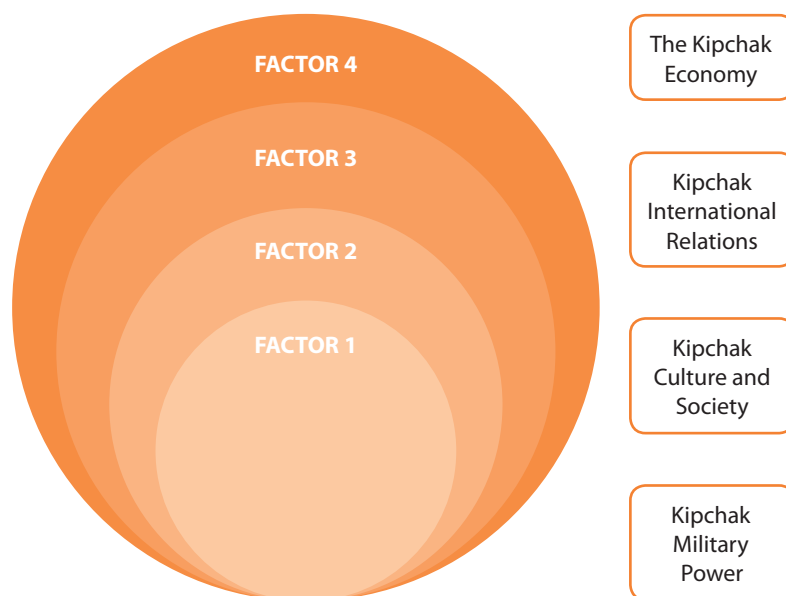 FACTOR 4
FACTOR 3
FACTOR 2
FACTOR 1
The Kipchak
Economy
Kipchak
International
Relations
Kipchak
Culture and
Society
Kipchak
Military
Power